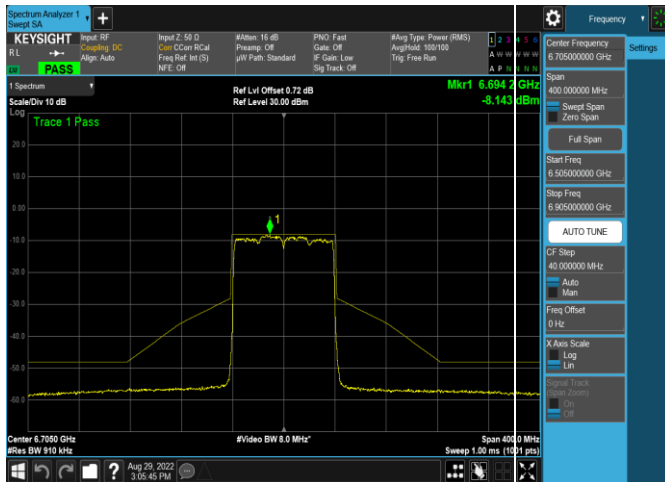 Spectrum Analyzer 1
Swept SA
Frequency
KEYSIGHT
RL
PASS
Input: RF
Coupling: DC
Align: Auto
Input Z: 50 Ω
Corr CCorr RCal
Freq Ref: Int (S)
NFE: Off
#Atten: 16 dB
Preamp: Off
µW Path: Standard
PNO: Fast
Gate: Off
IF Gain: Low
Sig Track: Off
#Avg Type: Power (RMS)
Avg|Hold: 100/100
Trig: Free Run
1 2 3 4 5 6
A W W W W W
A P N N N N
1 Spectrum
Scale/Div 10 dB
Ref Lvl Offset 0.72 dB
Ref Level 30.00 dBm
Mkr1 6.694 2 GHz
-8.143 dBm
Log
Trace 1 Pass
20.0
10.0
0.00
-10.0
-20.0
-30.0
-40.0
-50.0
-60.0
1
Center 6.7050 GHz
#Res BW 910 kHz
#Video BW 8.0 MHz*
Span 400.0 MHz
Sweep 1.00 ms (1001 pts)
Aug 29, 2022
3:05:45 PM
Center Frequency
6.705000000 GHz
Settings
Span
400.000000 MHz
Swept Span
Zero Span
Full Span
Start Freq
6.505000000 GHz
Stop Freq
6.905000000 GHz
AUTO TUNE
CF Step
40.000000 MHz
Auto
Man
Freq Offset
0 Hz
X Axis Scale
Log
Lin
Signal Track
(Span Zoom)
On
Off